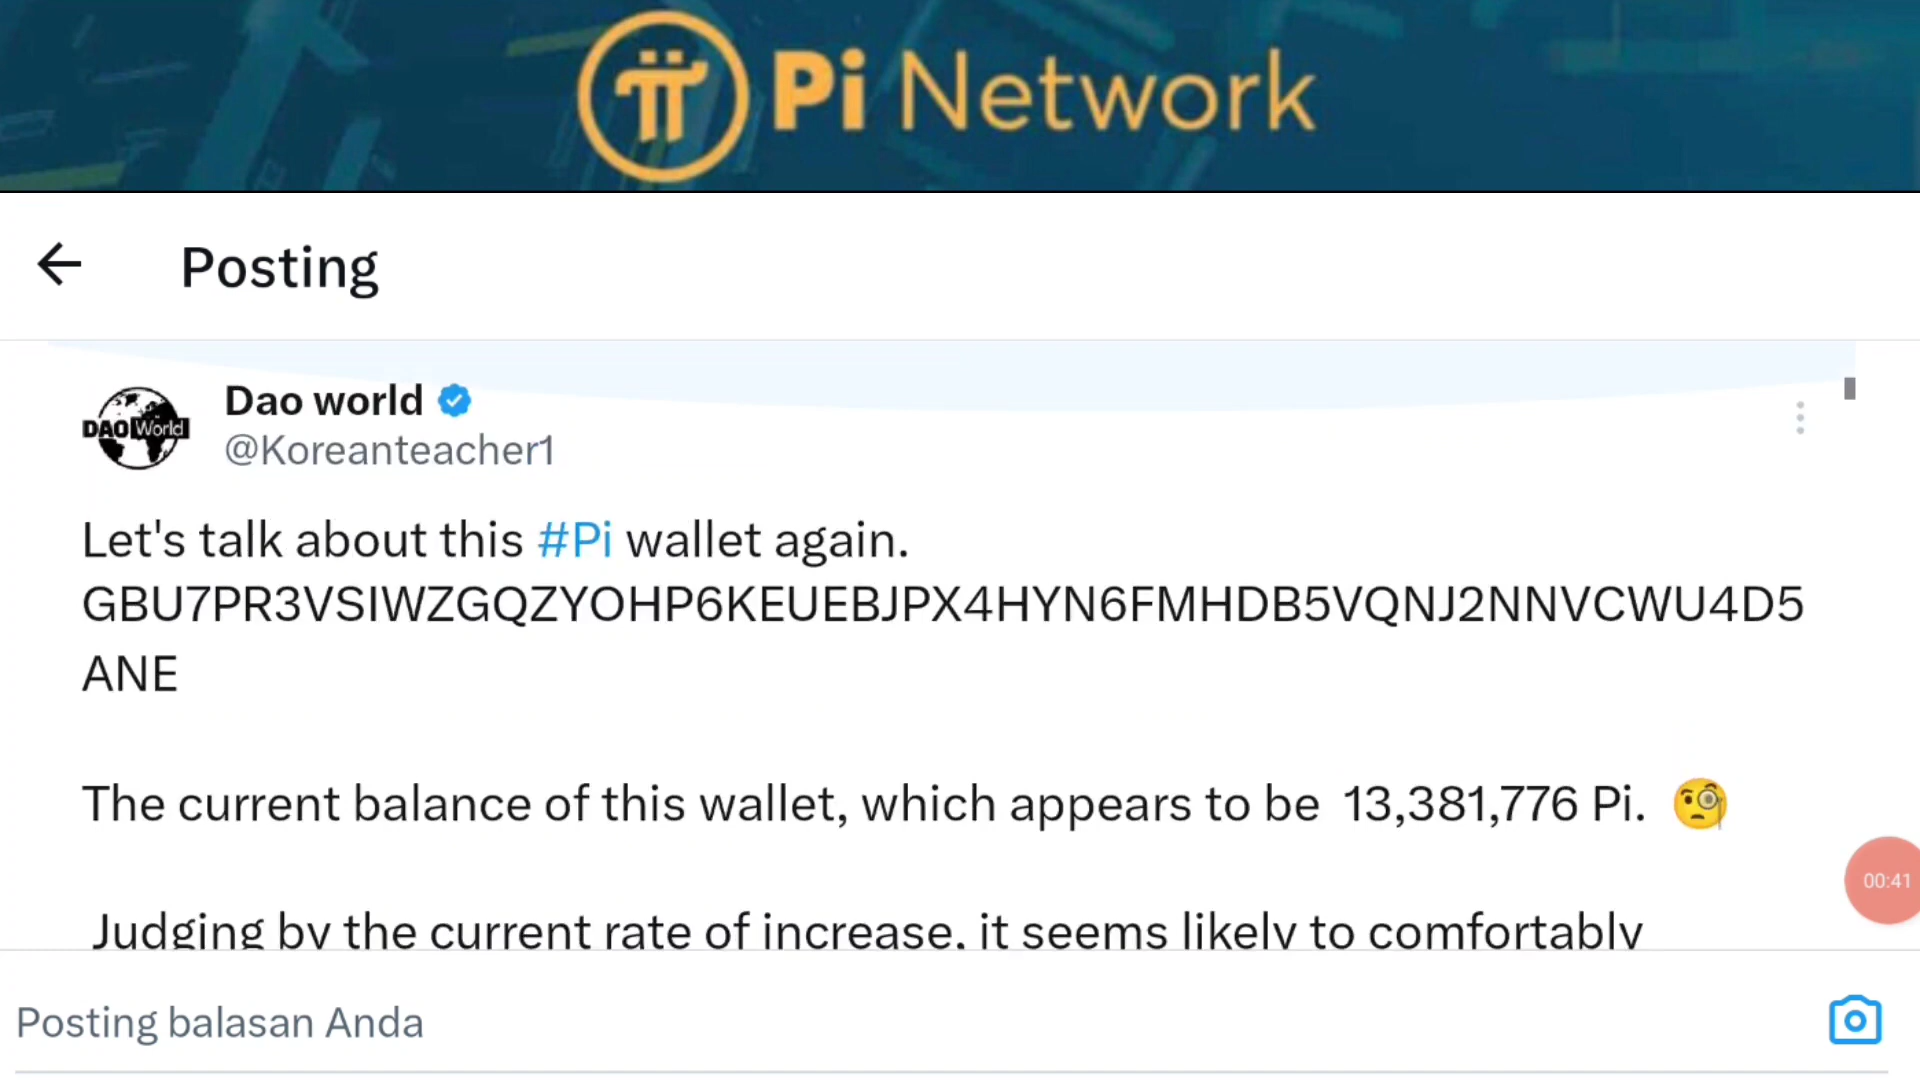 Pi Network
Posting
Dao world
@Koreanteacher1
DAO World
Let's talk about this #Pi wallet again.
GBU7PR3VSIWZGQZYOHP6KEUEBJPX4HYN6FMHDB5VQNJ2NNVCWU4D5
ANE
The current balance of this wallet, which appears to be 13,381,776 Pi. 🧐
Judging by the current rate of increase, it seems likely to comfortably
00:41
Posting balasan Anda